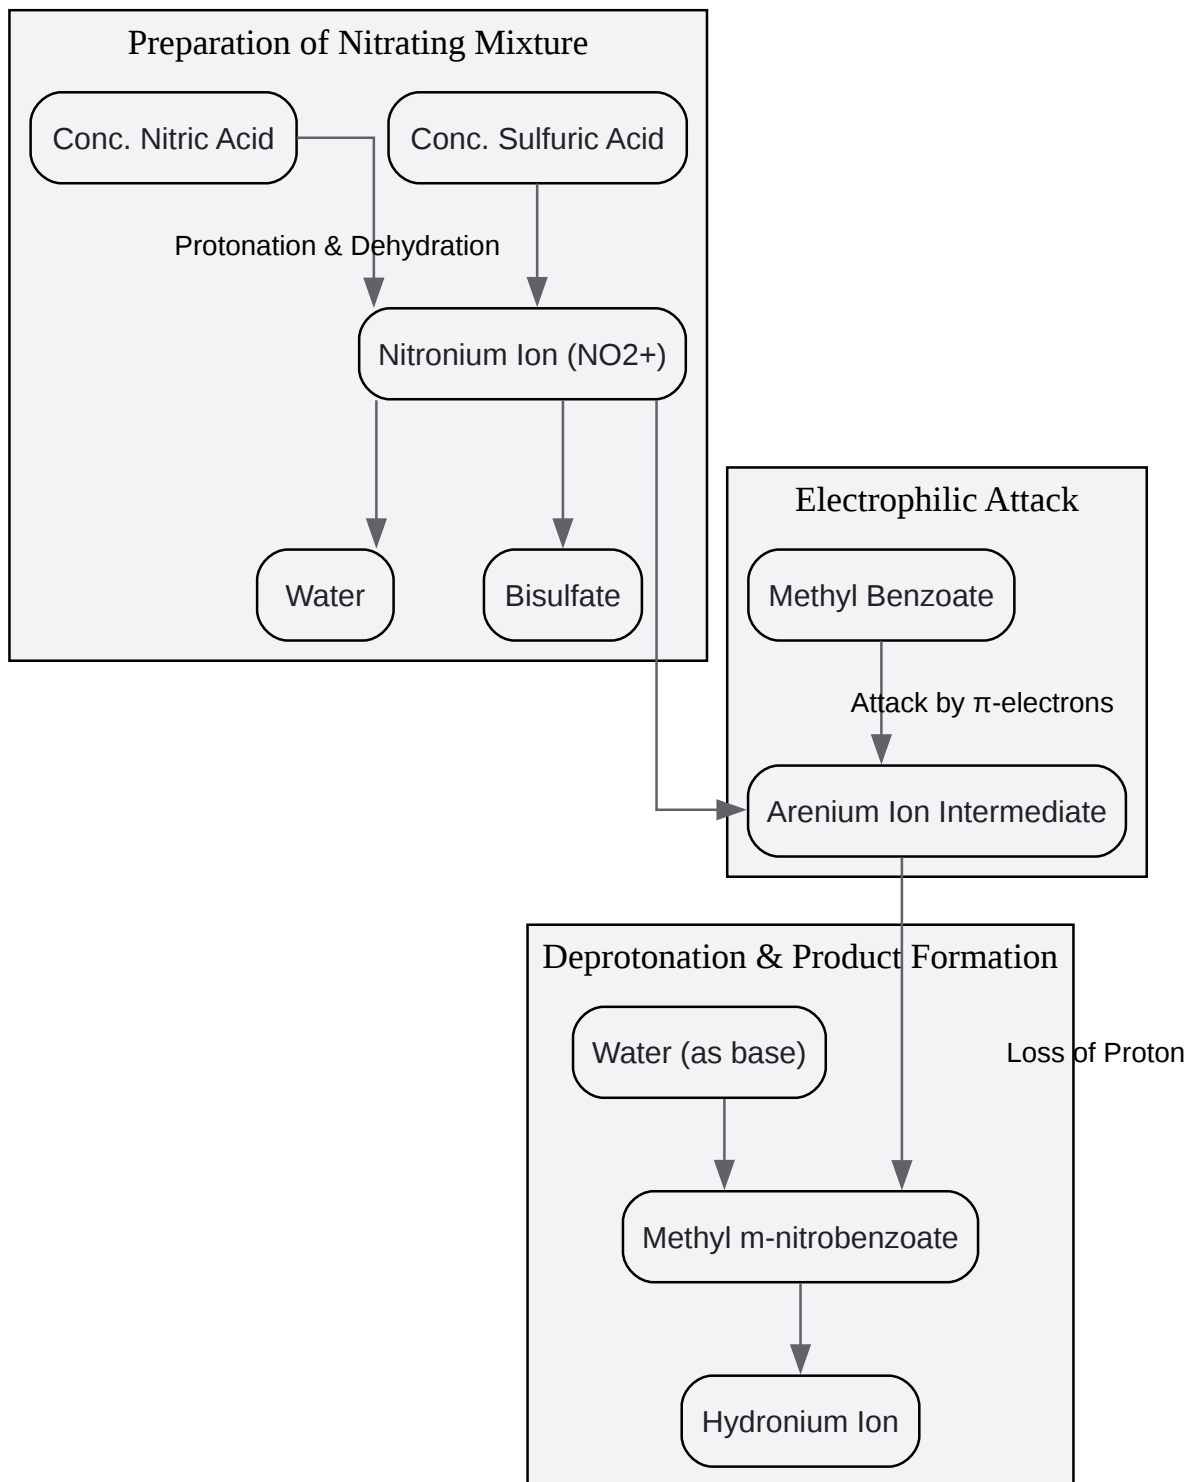 Preparation of Nitrating Mixture
Conc. Nitric Acid
Conc. Sulfuric Acid
Protonation & Dehydration
Nitronium Ion (NO2+)
Water
Bisulfate
Electrophilic Attack
Methyl Benzoate
Attack by π-electrons
Arenium Ion Intermediate
Deprotonation & Product Formation
Water (as base)
Loss of Proton
Methyl m-nitrobenzoate
Hydronium Ion